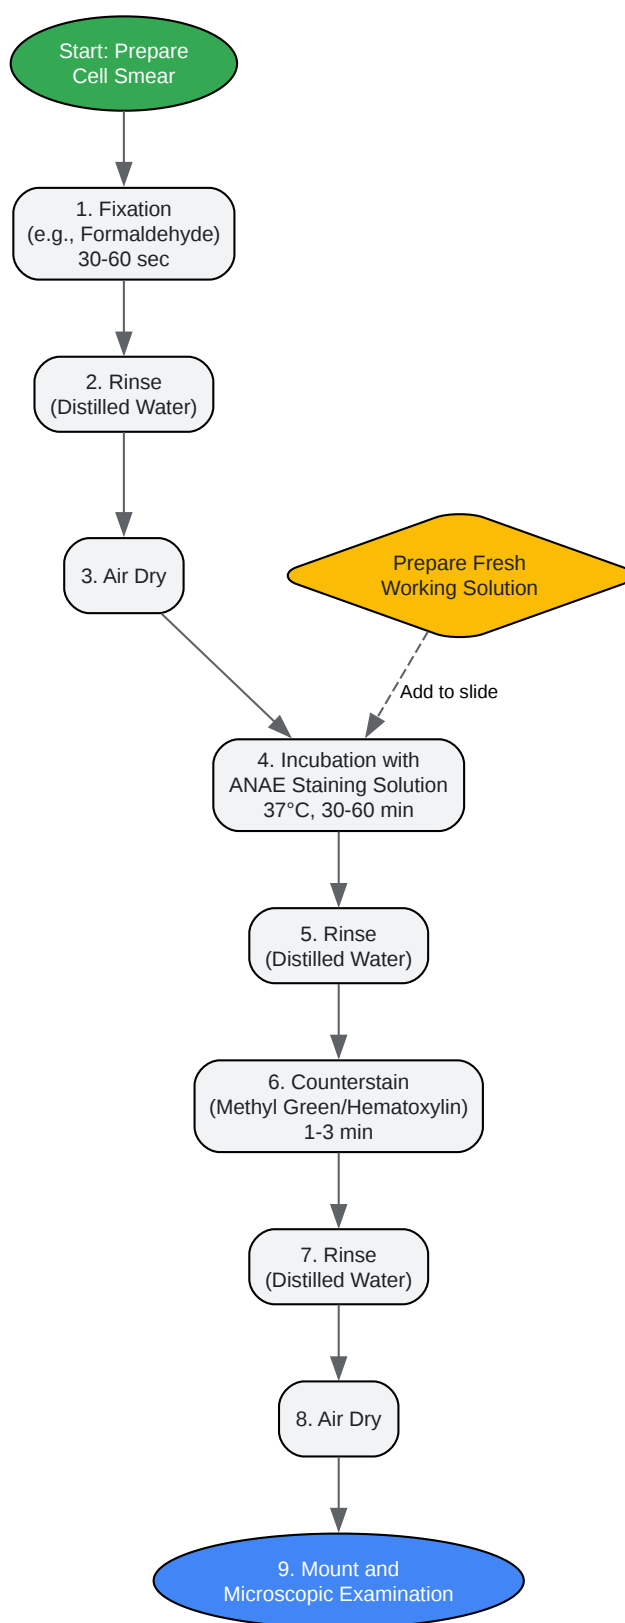 Start: Prepare
Cell Smear
1. Fixation
(e.g., Formaldehyde)
30-60 sec
2. Rinse
(Distilled Water)
3. Air Dry
Prepare Fresh
Working Solution
Add to slide
4. Incubation with
ANAE Staining Solution
37°C, 30-60 min
5. Rinse
(Distilled Water)
6. Counterstain
(Methyl Green/Hematoxylin)
1-3 min
7. Rinse
(Distilled Water)
8. Air Dry
9. Mount and
Microscopic Examination